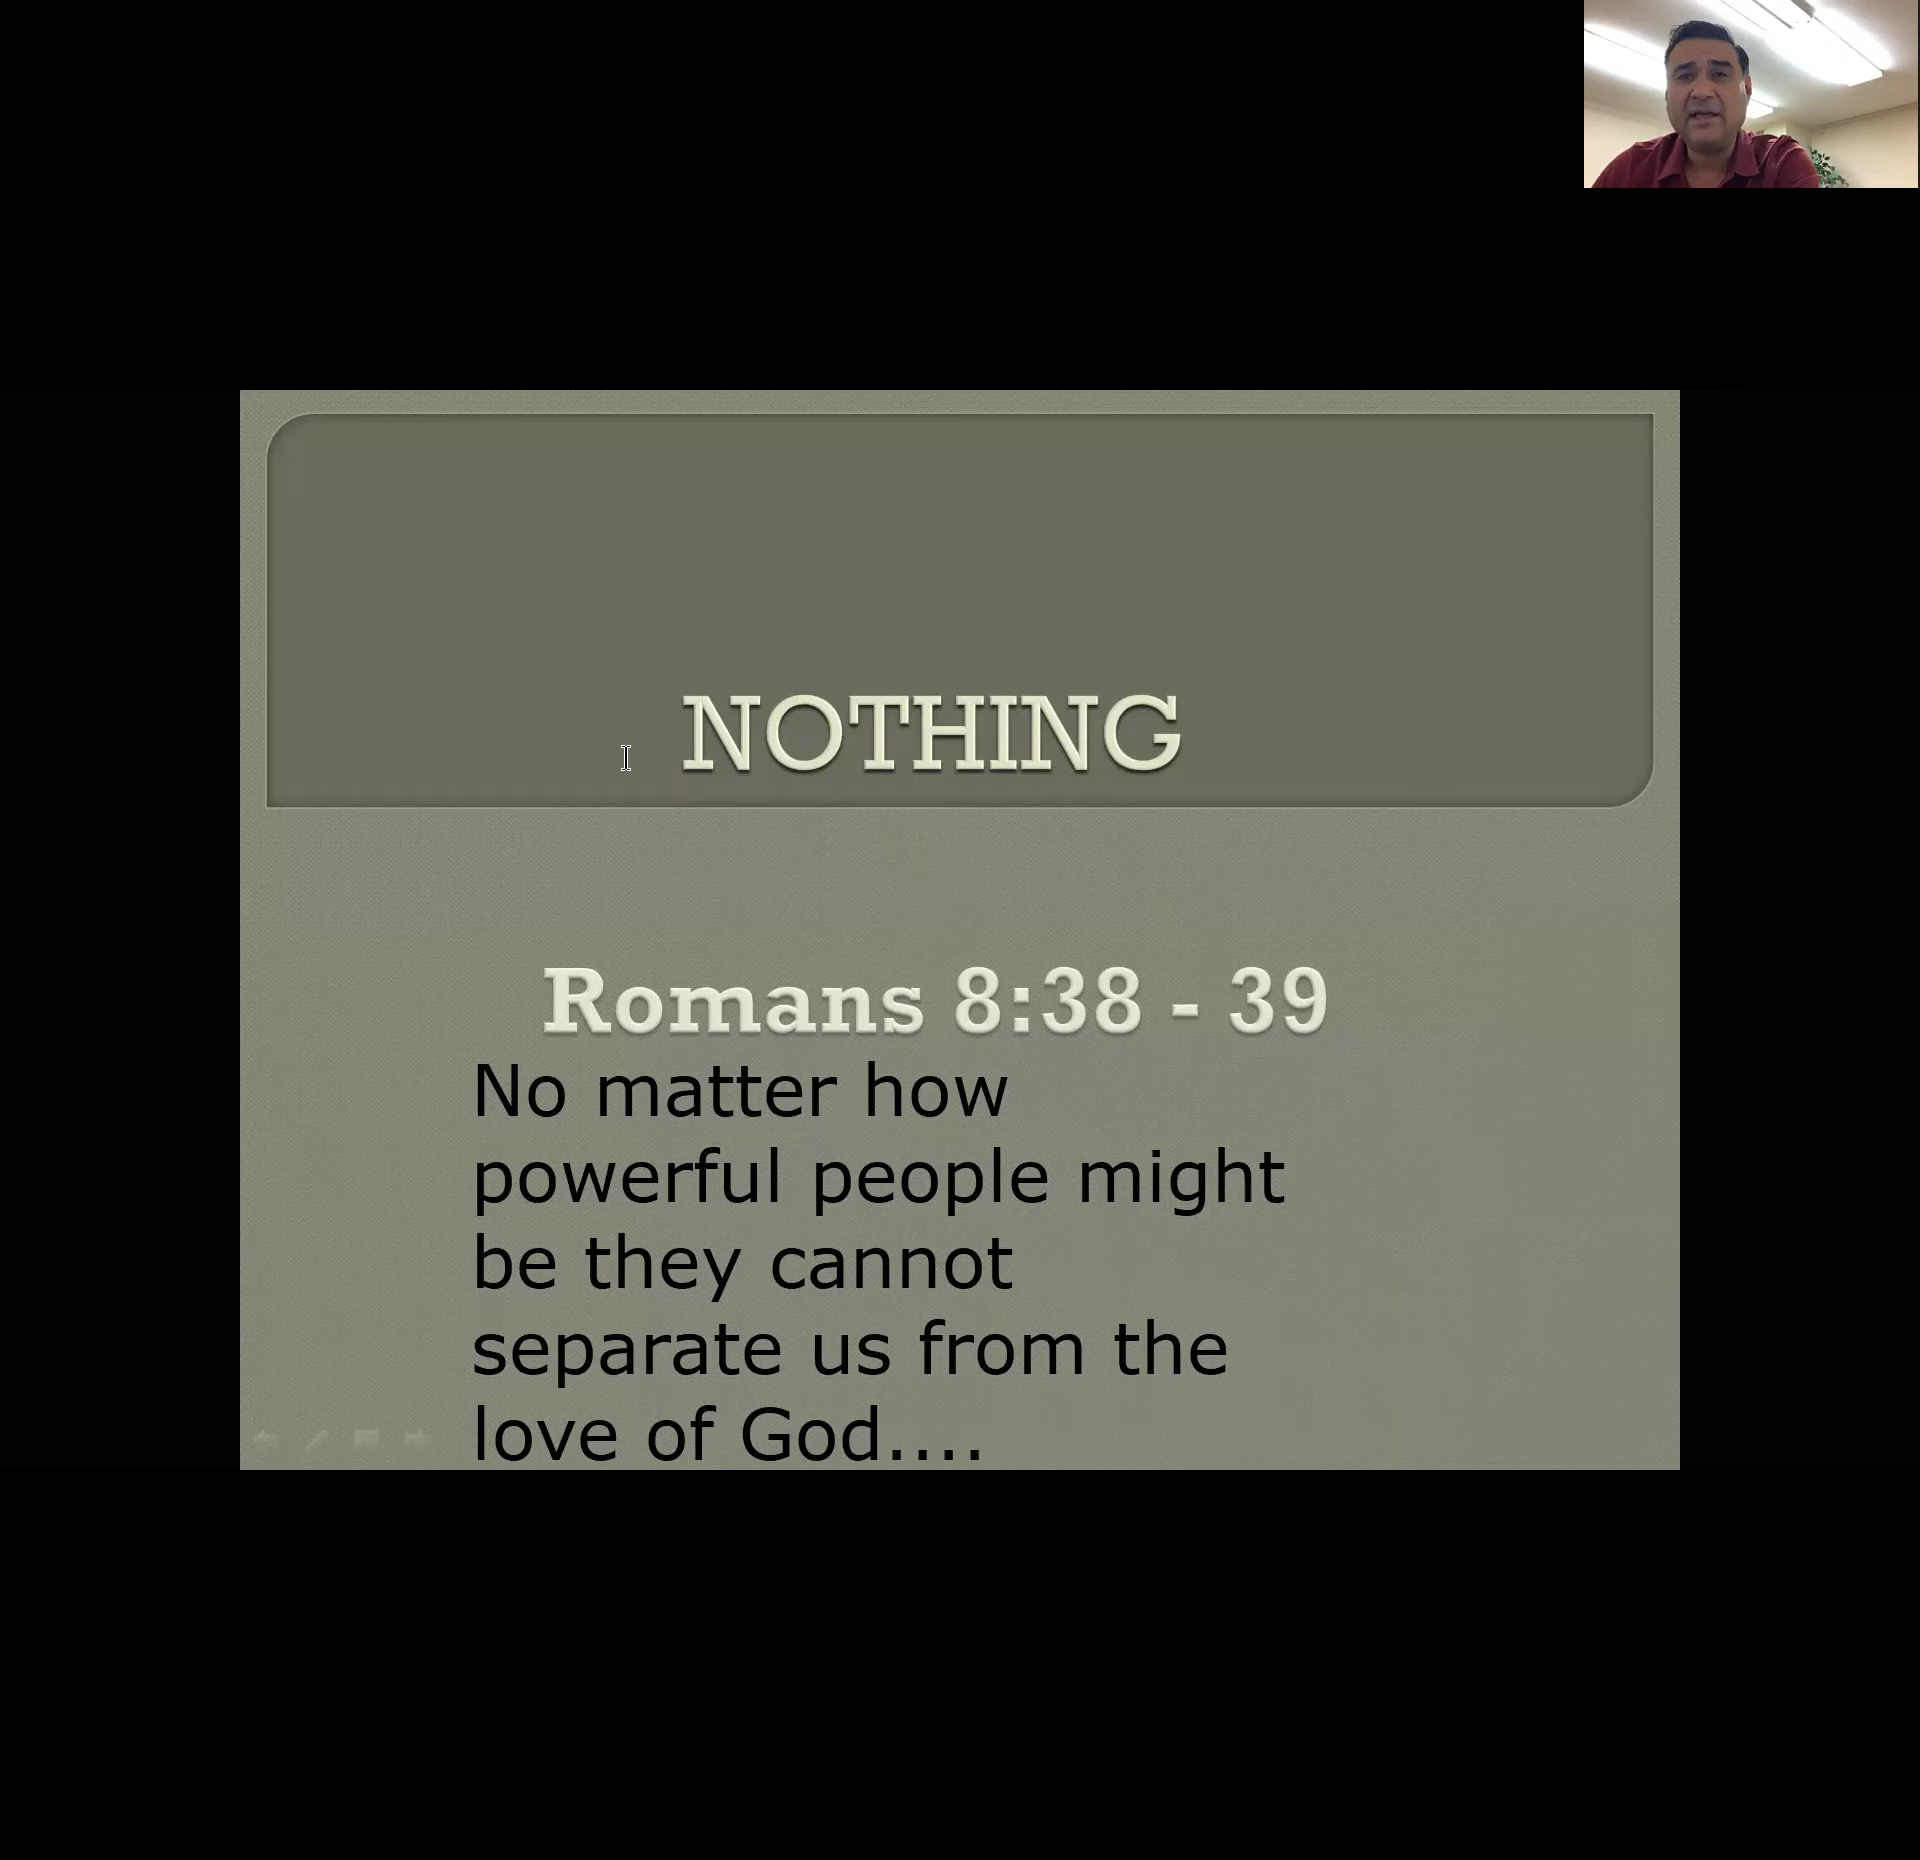 NOTHING
Romans 8:38 - 39
No matter how
powerful people might
be they cannot
separate us from the
love of God....